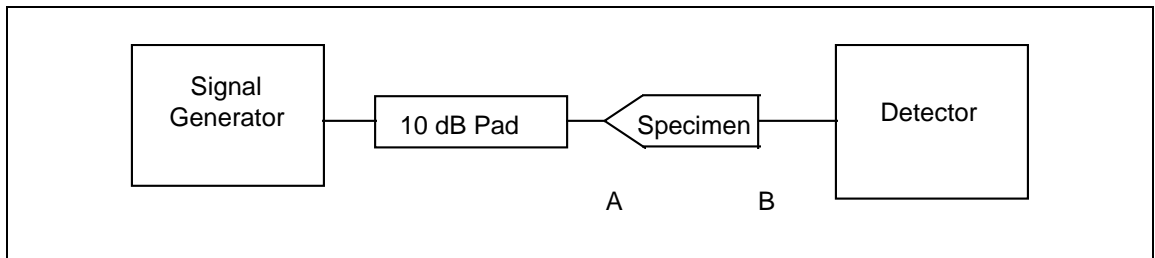 Signal
Generator
10 dB Pad
Specimen
Detector
A
B